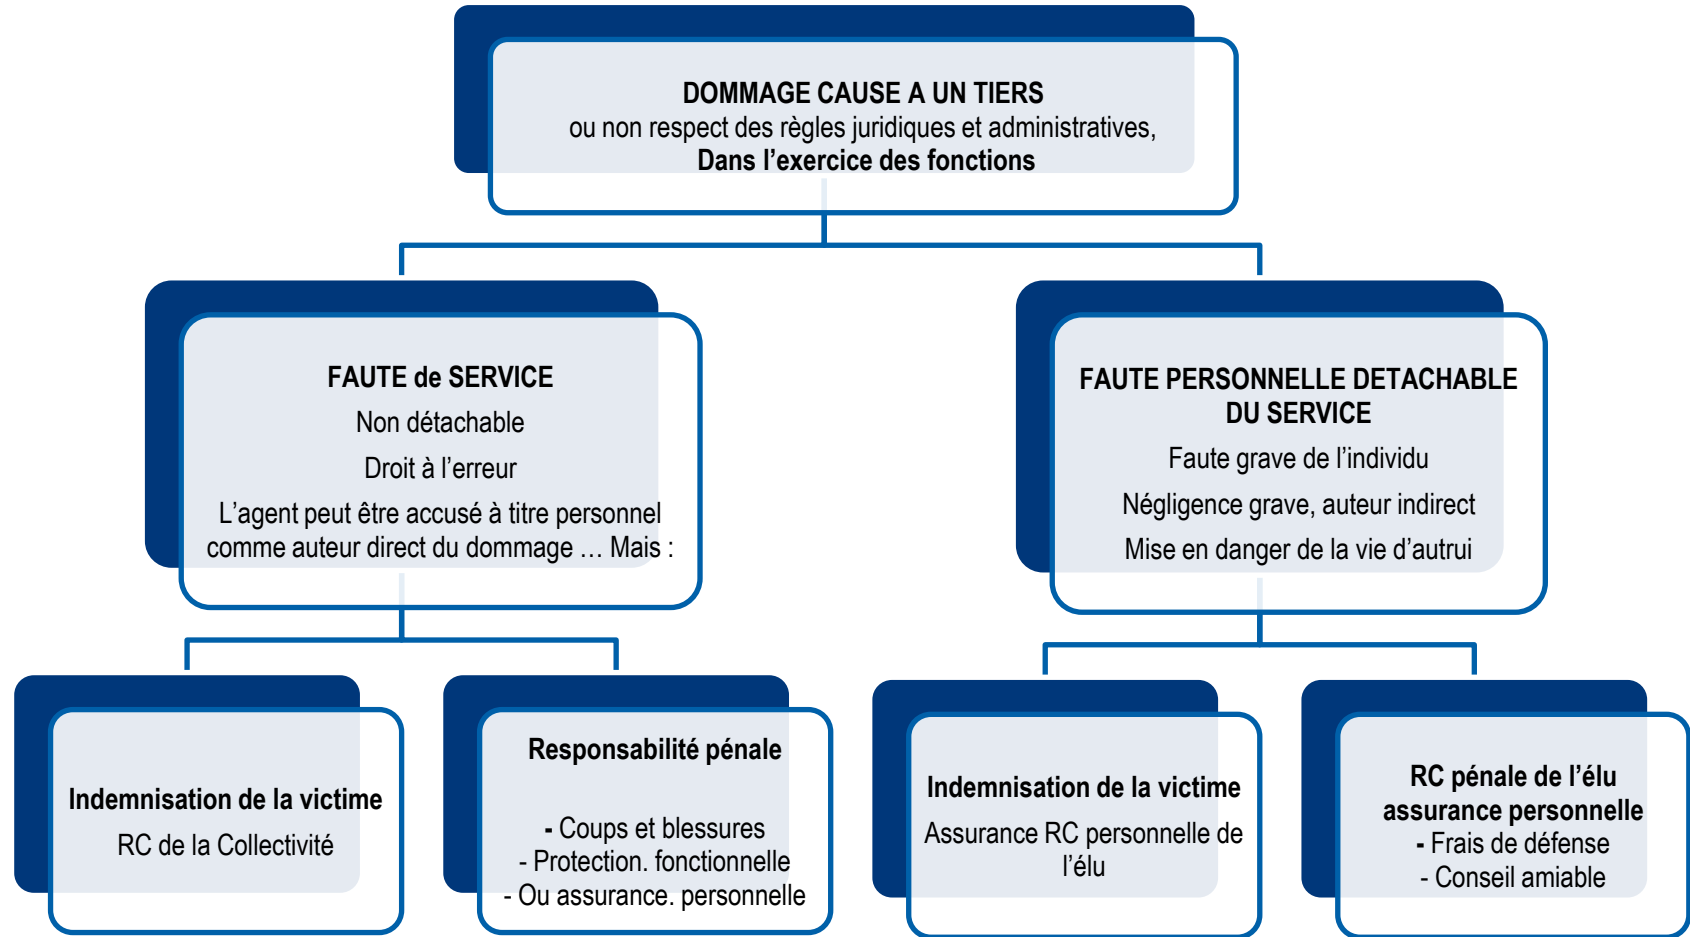 DOMMAGE CAUSE A UN TIERS
ou non respect des règles juridiques et administratives,
Dans l’exercice des fonctions
FAUTE de SERVICE
Non détachable
Droit à l’erreur
L’agent peut être accusé à titre personnel
comme auteur direct du dommage … Mais :
FAUTE PERSONNELLE DETACHABLE
DU SERVICE
Faute grave de l’individu
Négligence grave, auteur indirect
Mise en danger de la vie d’autrui
Indemnisation de la victime
RC de la Collectivité
Responsabilité pénale
- Coups et blessures
- Protection. fonctionnelle
- Ou assurance. personnelle
Indemnisation de la victime
Assurance RC personnelle de
l’élu
RC pénale de l’élu
assurance personnelle
- Frais de défense
- Conseil amiable